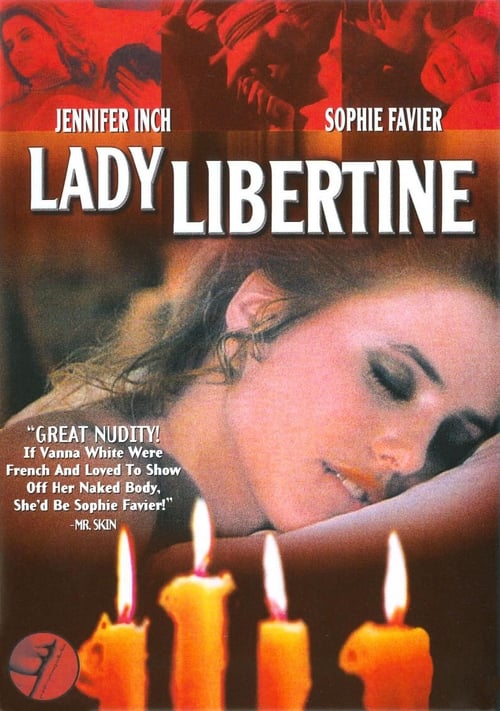 JENNIFER INCH
SOPHIE FAVIER
LADY LIBERTINE
"GREAT NUDITY!
If Vanna White Were
French And Loved To Show
Off Her Naked Body,
She'd Be Sophie Favier!"
-MR. SKIN